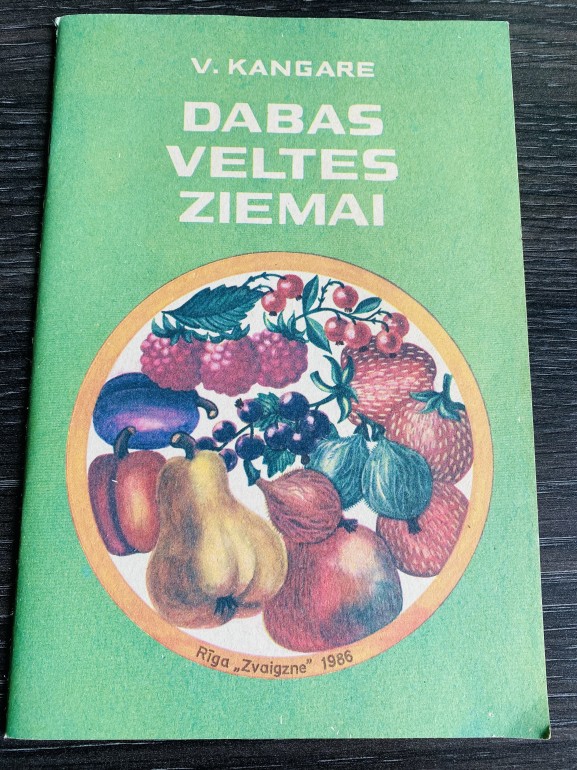 V. KANGARE
DABAS
VELTES
ZIEMAI
Rīga „Zvaigzne" 1986